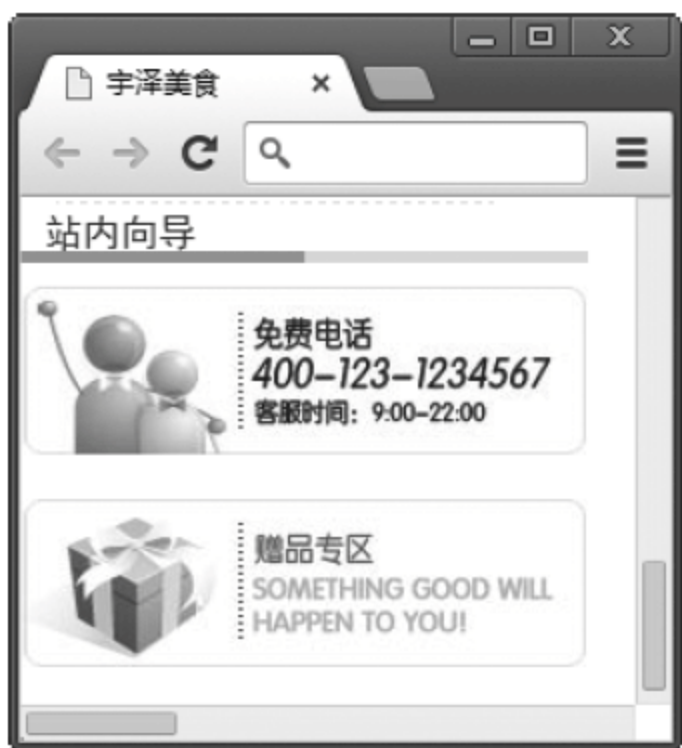 宇泽美食
站内向导
免费电话
400-123-1234567
客服时间：9:00-22:00
赠品专区
SOMETHING GOOD WILL
HAPPEN TO YOU!